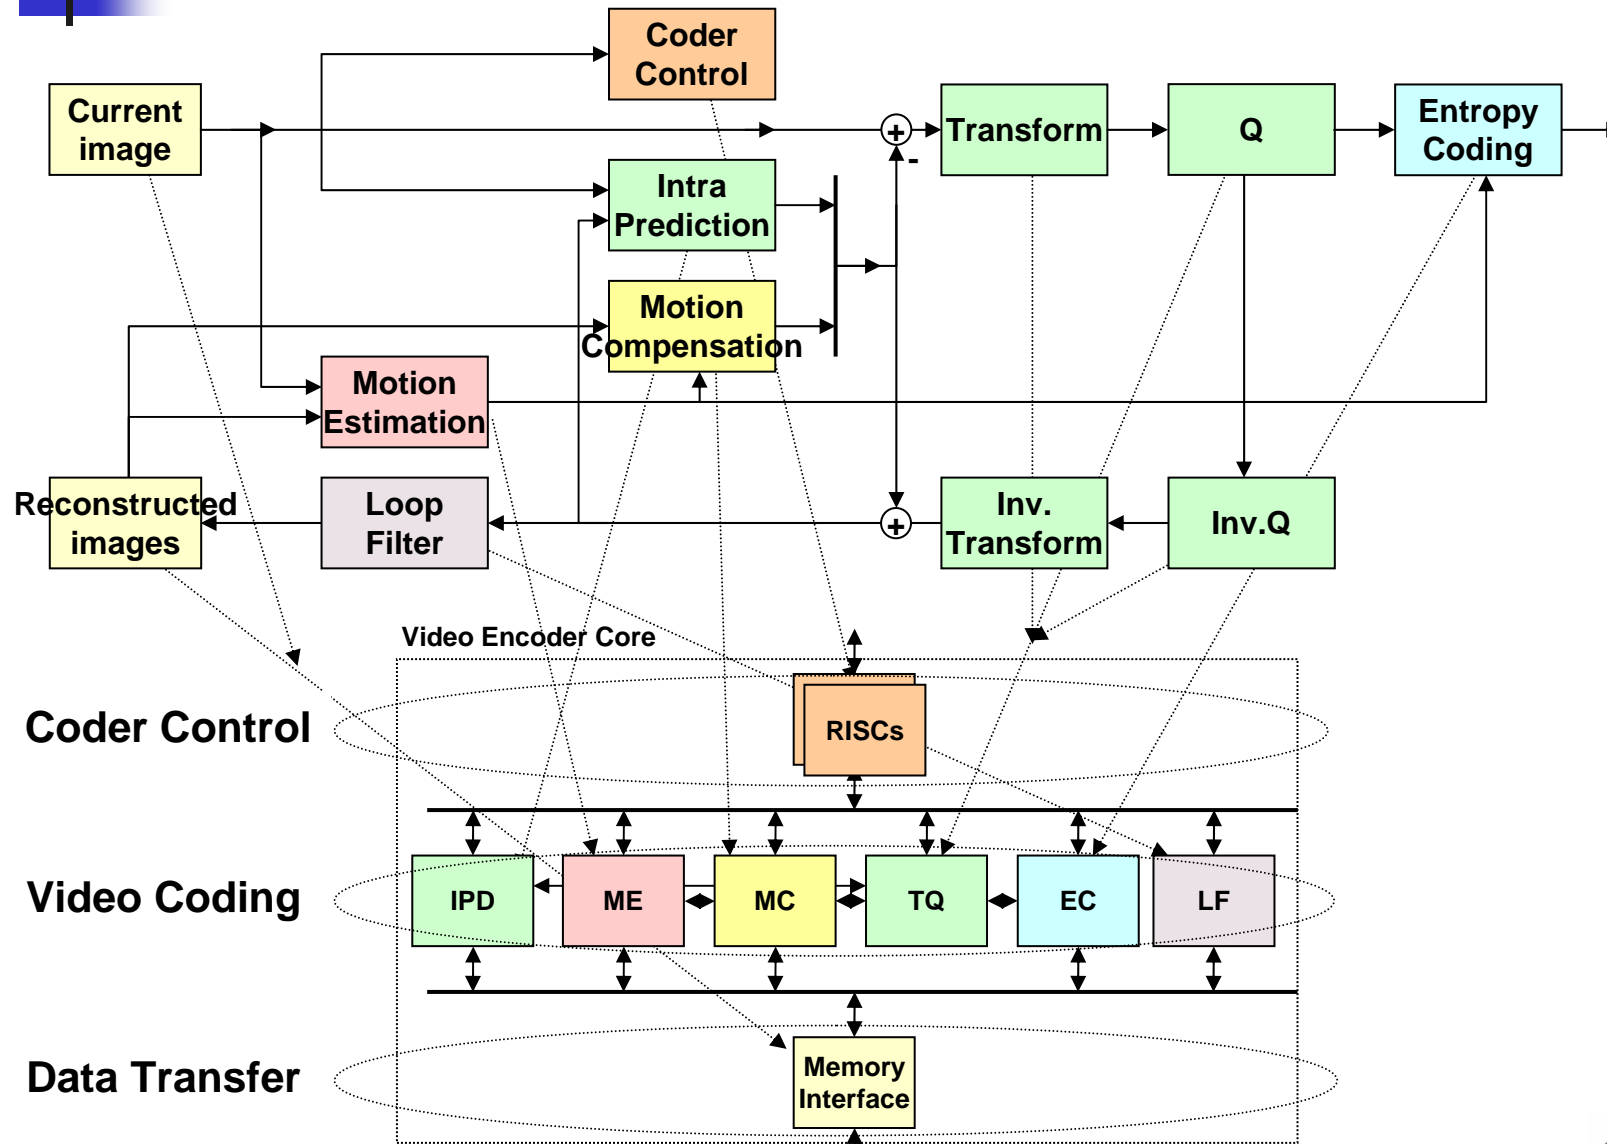 Coder
Control
Current
image
+
-
Transform
Q
Entropy
Coding
Intra
Prediction
Motion
Compensation
Motion
Estimation
Reconstructed
images
Loop
Filter
+
Inv.
Transform
Inv.Q
Video Encoder Core
Coder Control
RISCs
Video Coding
IPD
ME
MC
TQ
EC
LF
Data Transfer
Memory
Interface